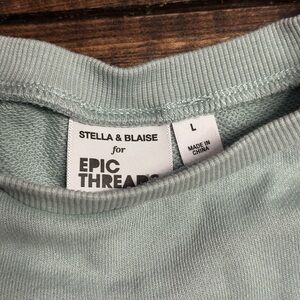 STELLA & BLAISE
for
EPIC
THREADS
L
MADE IN
CHINA